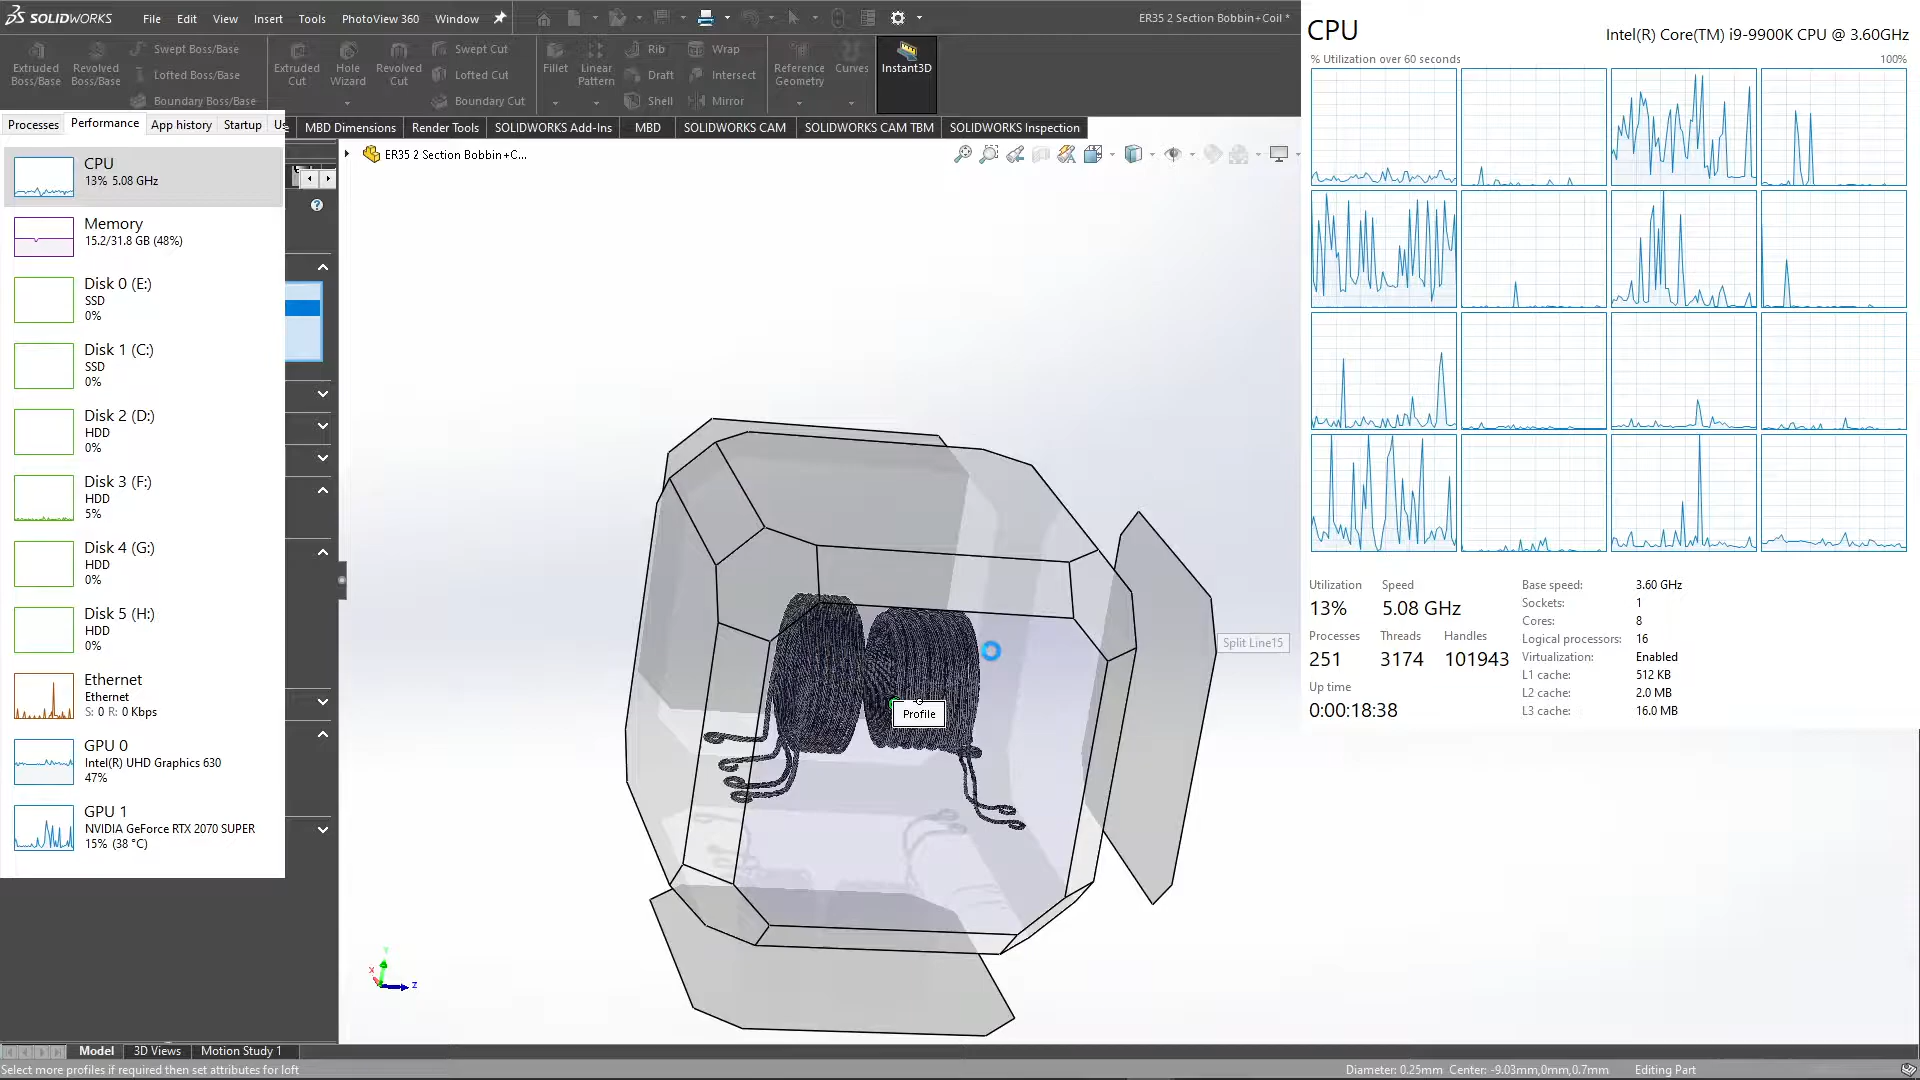 SOLIDWORKS
File Edit View Insert Tools PhotoView 360 Window
ER35 2 Section Bobbin+Coil *
Extruded Boss/Base
Revolved Boss/Base
Swept Boss/Base
Lofted Boss/Base
Boundary Boss/Base
Extruded Cut
Hole Wizard
Revolved Cut
Swept Cut
Lofted Cut
Boundary Cut
Fillet
Linear Pattern
Rib
Draft
Shell
Wrap
Intersect
Mirror
Reference Geometry
Curves
Instant3D
MBD Dimensions Render Tools SOLIDWORKS Add-Ins MBD SOLIDWORKS CAM SOLIDWORKS CAM TBM SOLIDWORKS Inspection
ER35 2 Section Bobbin+C...
Processes Performance App history Startup
CPU
13% 5.08 GHz
Memory
15.2/31.8 GB (48%)
Disk 0 (E:)
SSD
0%
Disk 1 (C:)
SSD
0%
Disk 2 (D:)
HDD
0%
Disk 3 (F:)
HDD
5%
Disk 4 (G:)
HDD
0%
Disk 5 (H:)
HDD
0%
Ethernet
Ethernet
S: 0 R: 0 Kbps
GPU 0
Intel(R) UHD Graphics 630
47%
GPU 1
NVIDIA GeForce RTX 2070 SUPER
15% (38 °C)
Profile
Split Line15
Y
X
Z
CPU
Intel(R) Core(TM) i9-9900K CPU @ 3.60GHz
% Utilization over 60 seconds 100%
Utilization Speed
13% 5.08 GHz
Processes Threads Handles
251 3174 101943
Up time
0:00:18:38
Base speed: 3.60 GHz
Sockets: 1
Cores: 8
Logical processors: 16
Virtualization: Enabled
L1 cache: 512 KB
L2 cache: 2.0 MB
L3 cache: 16.0 MB
Model 3D Views Motion Study 1
Select more profiles if required then set attributes for loft
Diameter: 0.25mm Center: -9.03mm,0mm,0.7mm Editing Part